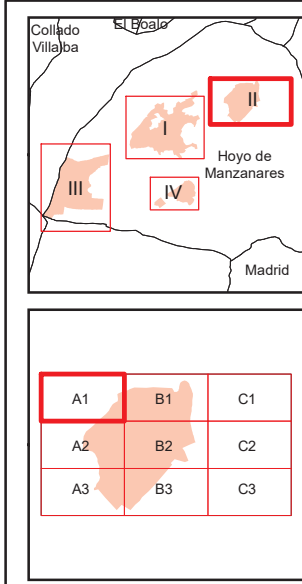 Collado
Villalba
El Boalo
II
I
Hoyo de
Manzanares
III
IV
Madrid
A1 B1 C1
A2 B2 C2
A3 B3 C3